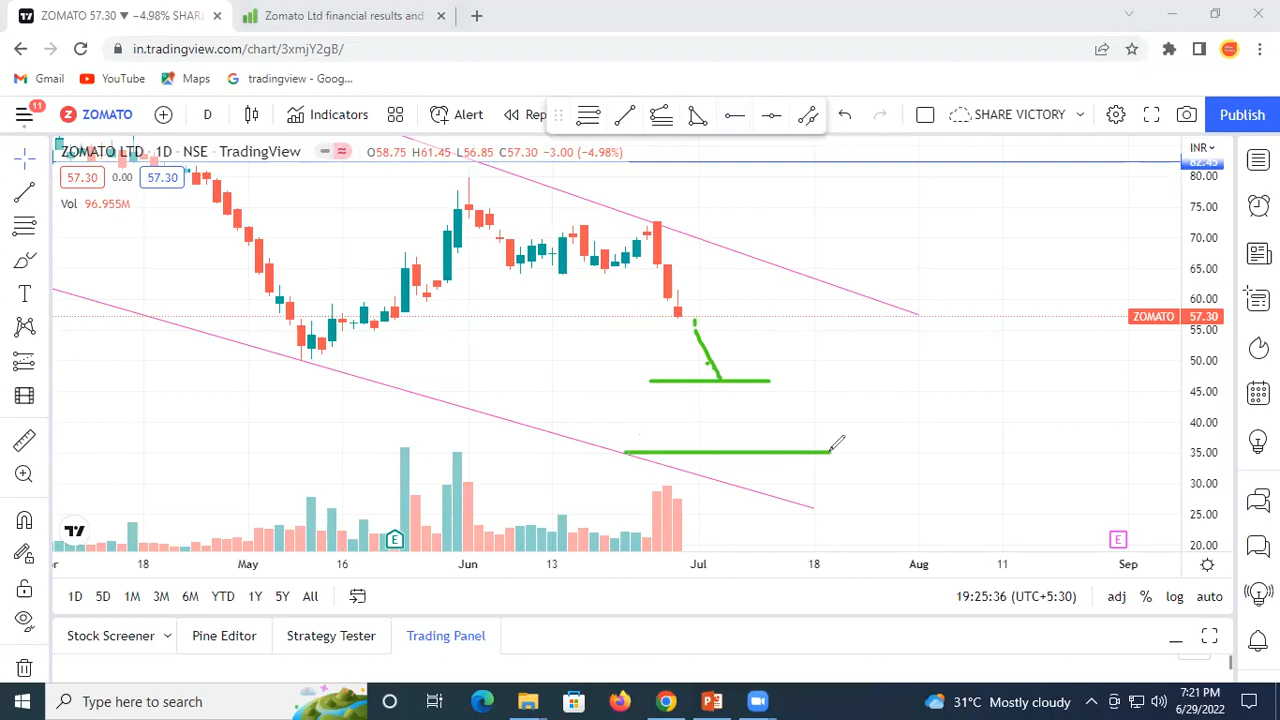 ZOMATO 57.30 ▼ −4.98% SHARE
Zomato Ltd financial results and
in.tradingview.com/chart/3xmjY2gB/
Gmail YouTube Maps tradingview - Goog...
11
ZOMATO D Indicators Alert Rep SHARE VICTORY Publish
ZOMATO LTD · 1D · NSE · TradingView O58.75 H61.45 L56.85 C57.30 −3.00 (−4.98%) INR
82.45
57.30 0.00 57.30
80.00
Vol 96.955M
75.00
70.00
65.00
60.00
ZOMATO 57.30
55.00
50.00
45.00
40.00
35.00
30.00
25.00
E E
20.00
18 May 16 Jun 13 Jul 18 Aug 11 Sep
1D 5D 1M 3M 6M YTD 1Y 5Y All 19:25:36 (UTC+5:30) adj % log auto
Stock Screener Pine Editor Strategy Tester Trading Panel
Type here to search 31°C Mostly cloudy 7:21 PM
6/29/2022